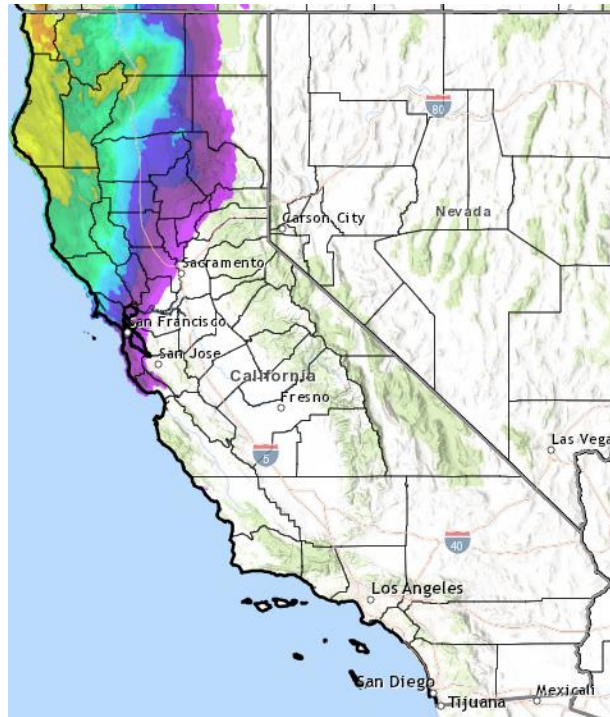 80
Carson City
Nevada
Sacramento
San Francisco
San Jose
California
Fresno
Las Vega
5
40
Los Angeles
San Diego
Tijuana
Mexicali